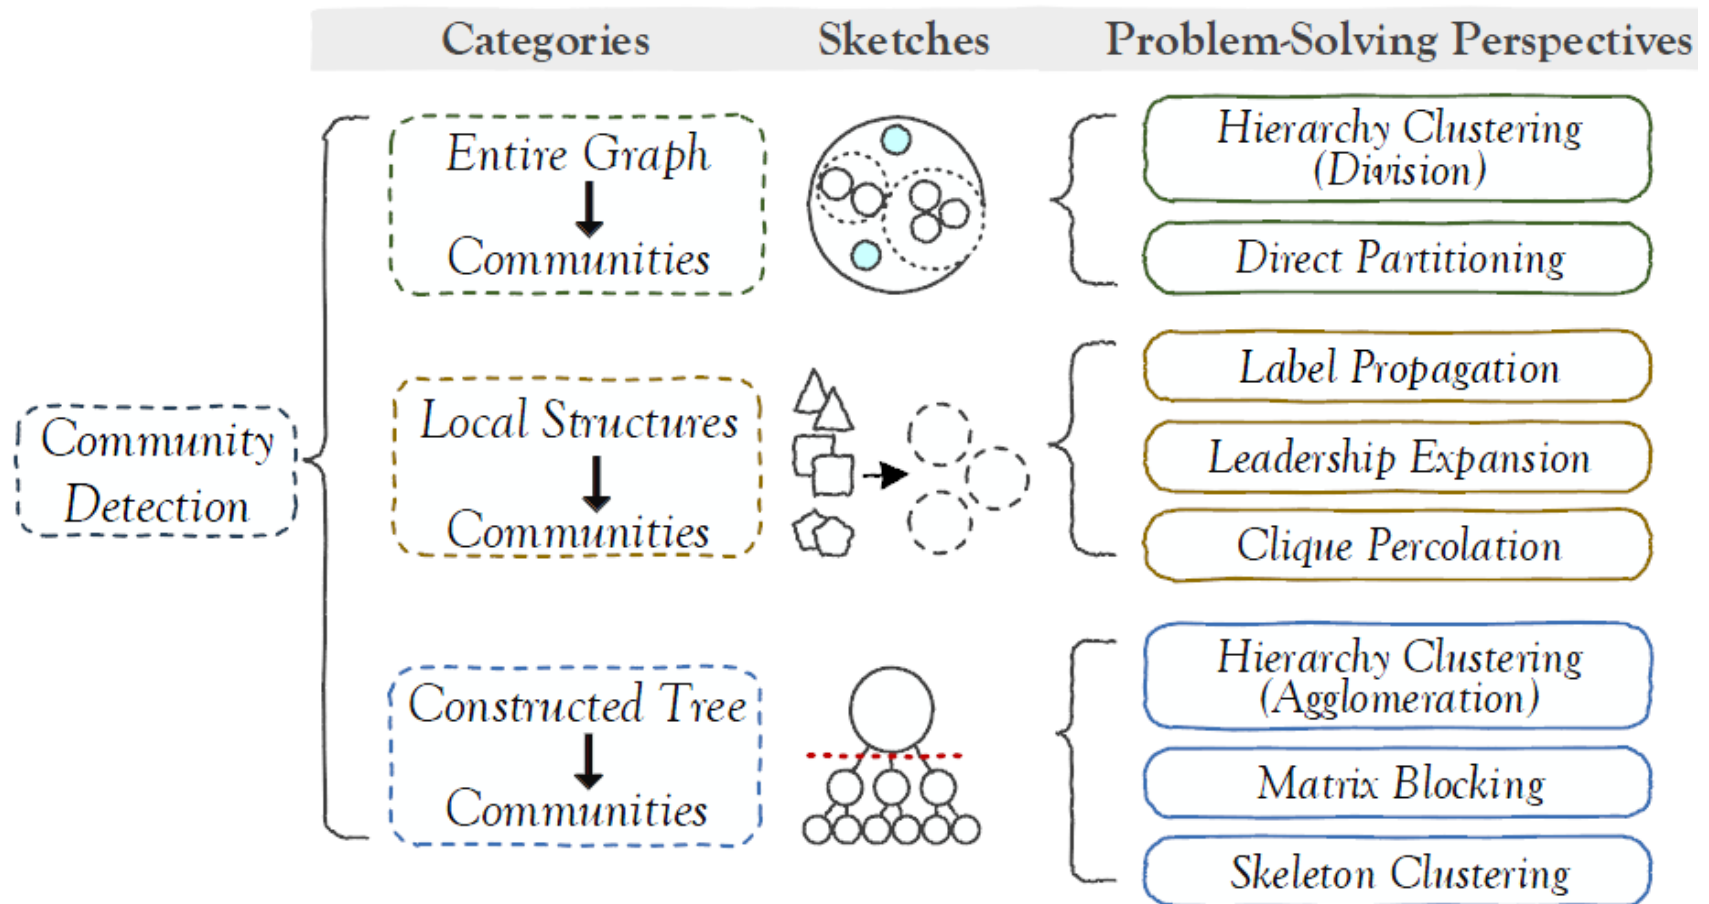 Categories Sketches Problem-Solving Perspectives
Community
Detection
Entire Graph
Communities
Hierarchy Clustering
(Division)
Direct Partitioning
Local Structures
Communities
Label Propagation
Leadership Expansion
Clique Percolation
Constructed Tree
Communities
Hierarchy Clustering
(Agglomeration)
Matrix Blocking
Skeleton Clustering